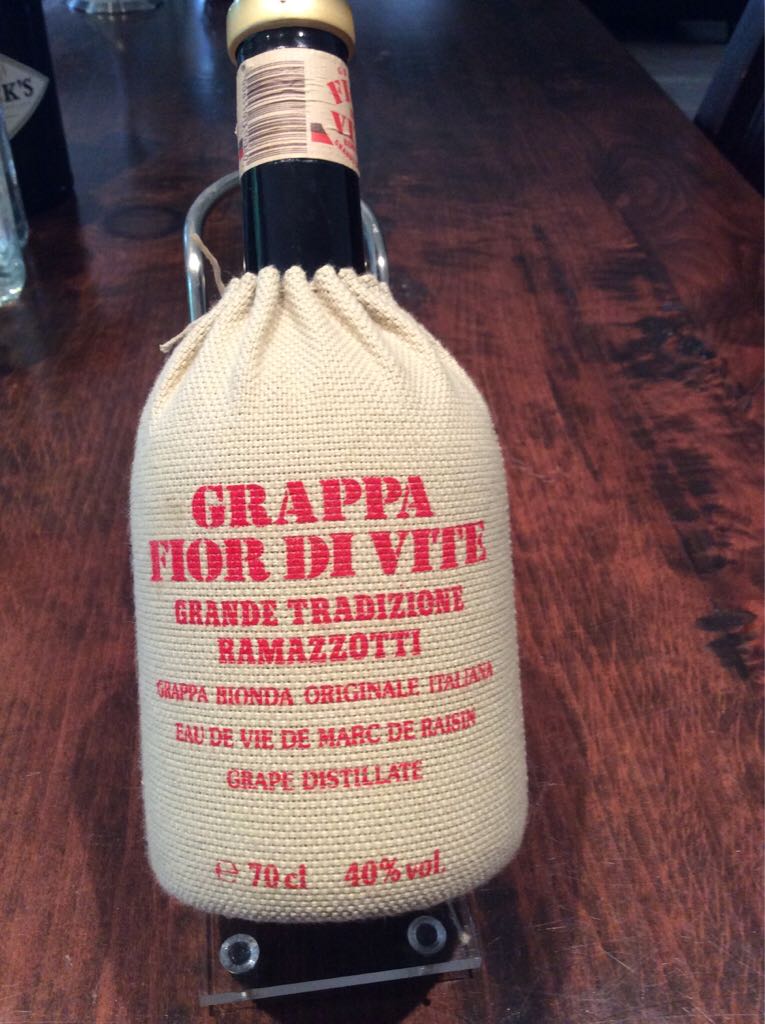 K'S
GRAPPA
FIOR DI VITE
GRANDE TRADIZIONE
RAMAZZOTTI
GRAPPA BIONDA ORIGINALE ITALIANA
EAU DE VIE DE MARC DE RAISIN
GRAPE DISTILLATE
℮ 70 cl 40% vol.